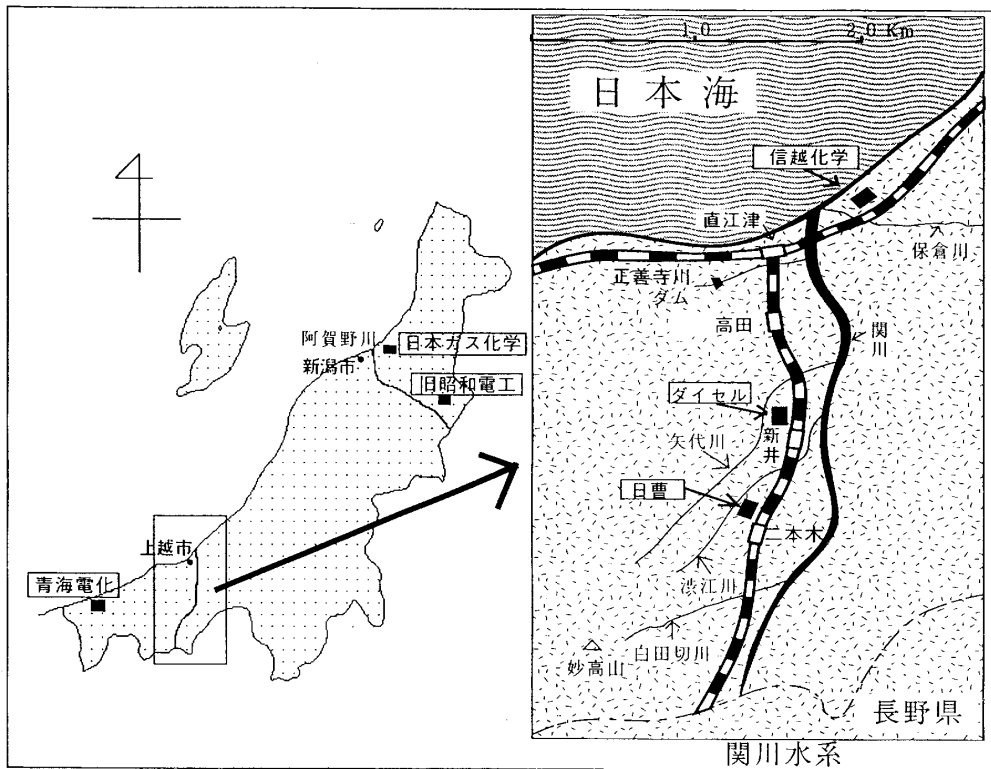 阿賀野川
新潟市
日本ガス化学
旧昭和電工
上越市
青海電化
1.0
2.0 Km
日本海
信越化学
直江津
保倉川
正善寺川
ダム
高田
関川
ダイセル
矢代川
新井
日曹
二本木
渋江川
白田切川
妙高山
長野県
関川水系